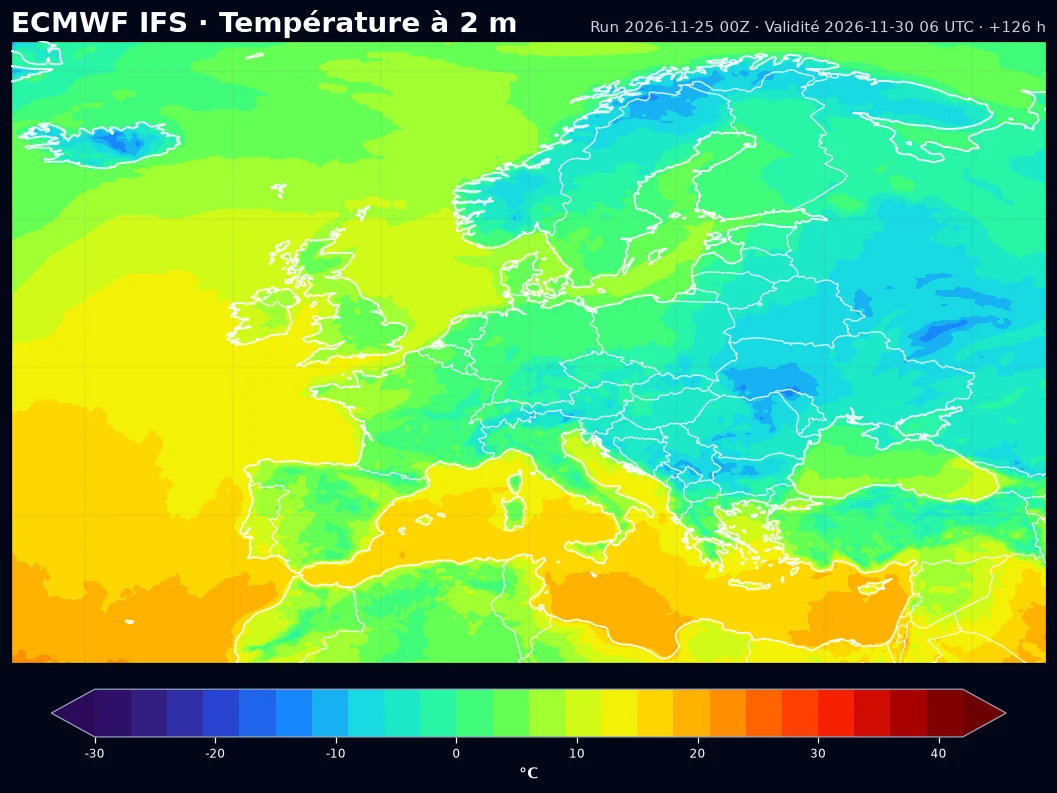 ECMWF IFS · Température à 2 m
Run 2026-11-25 00Z · Validité 2026-11-30 06 UTC · +126 h
-30 -20 -10 0 10 20 30 40
°C